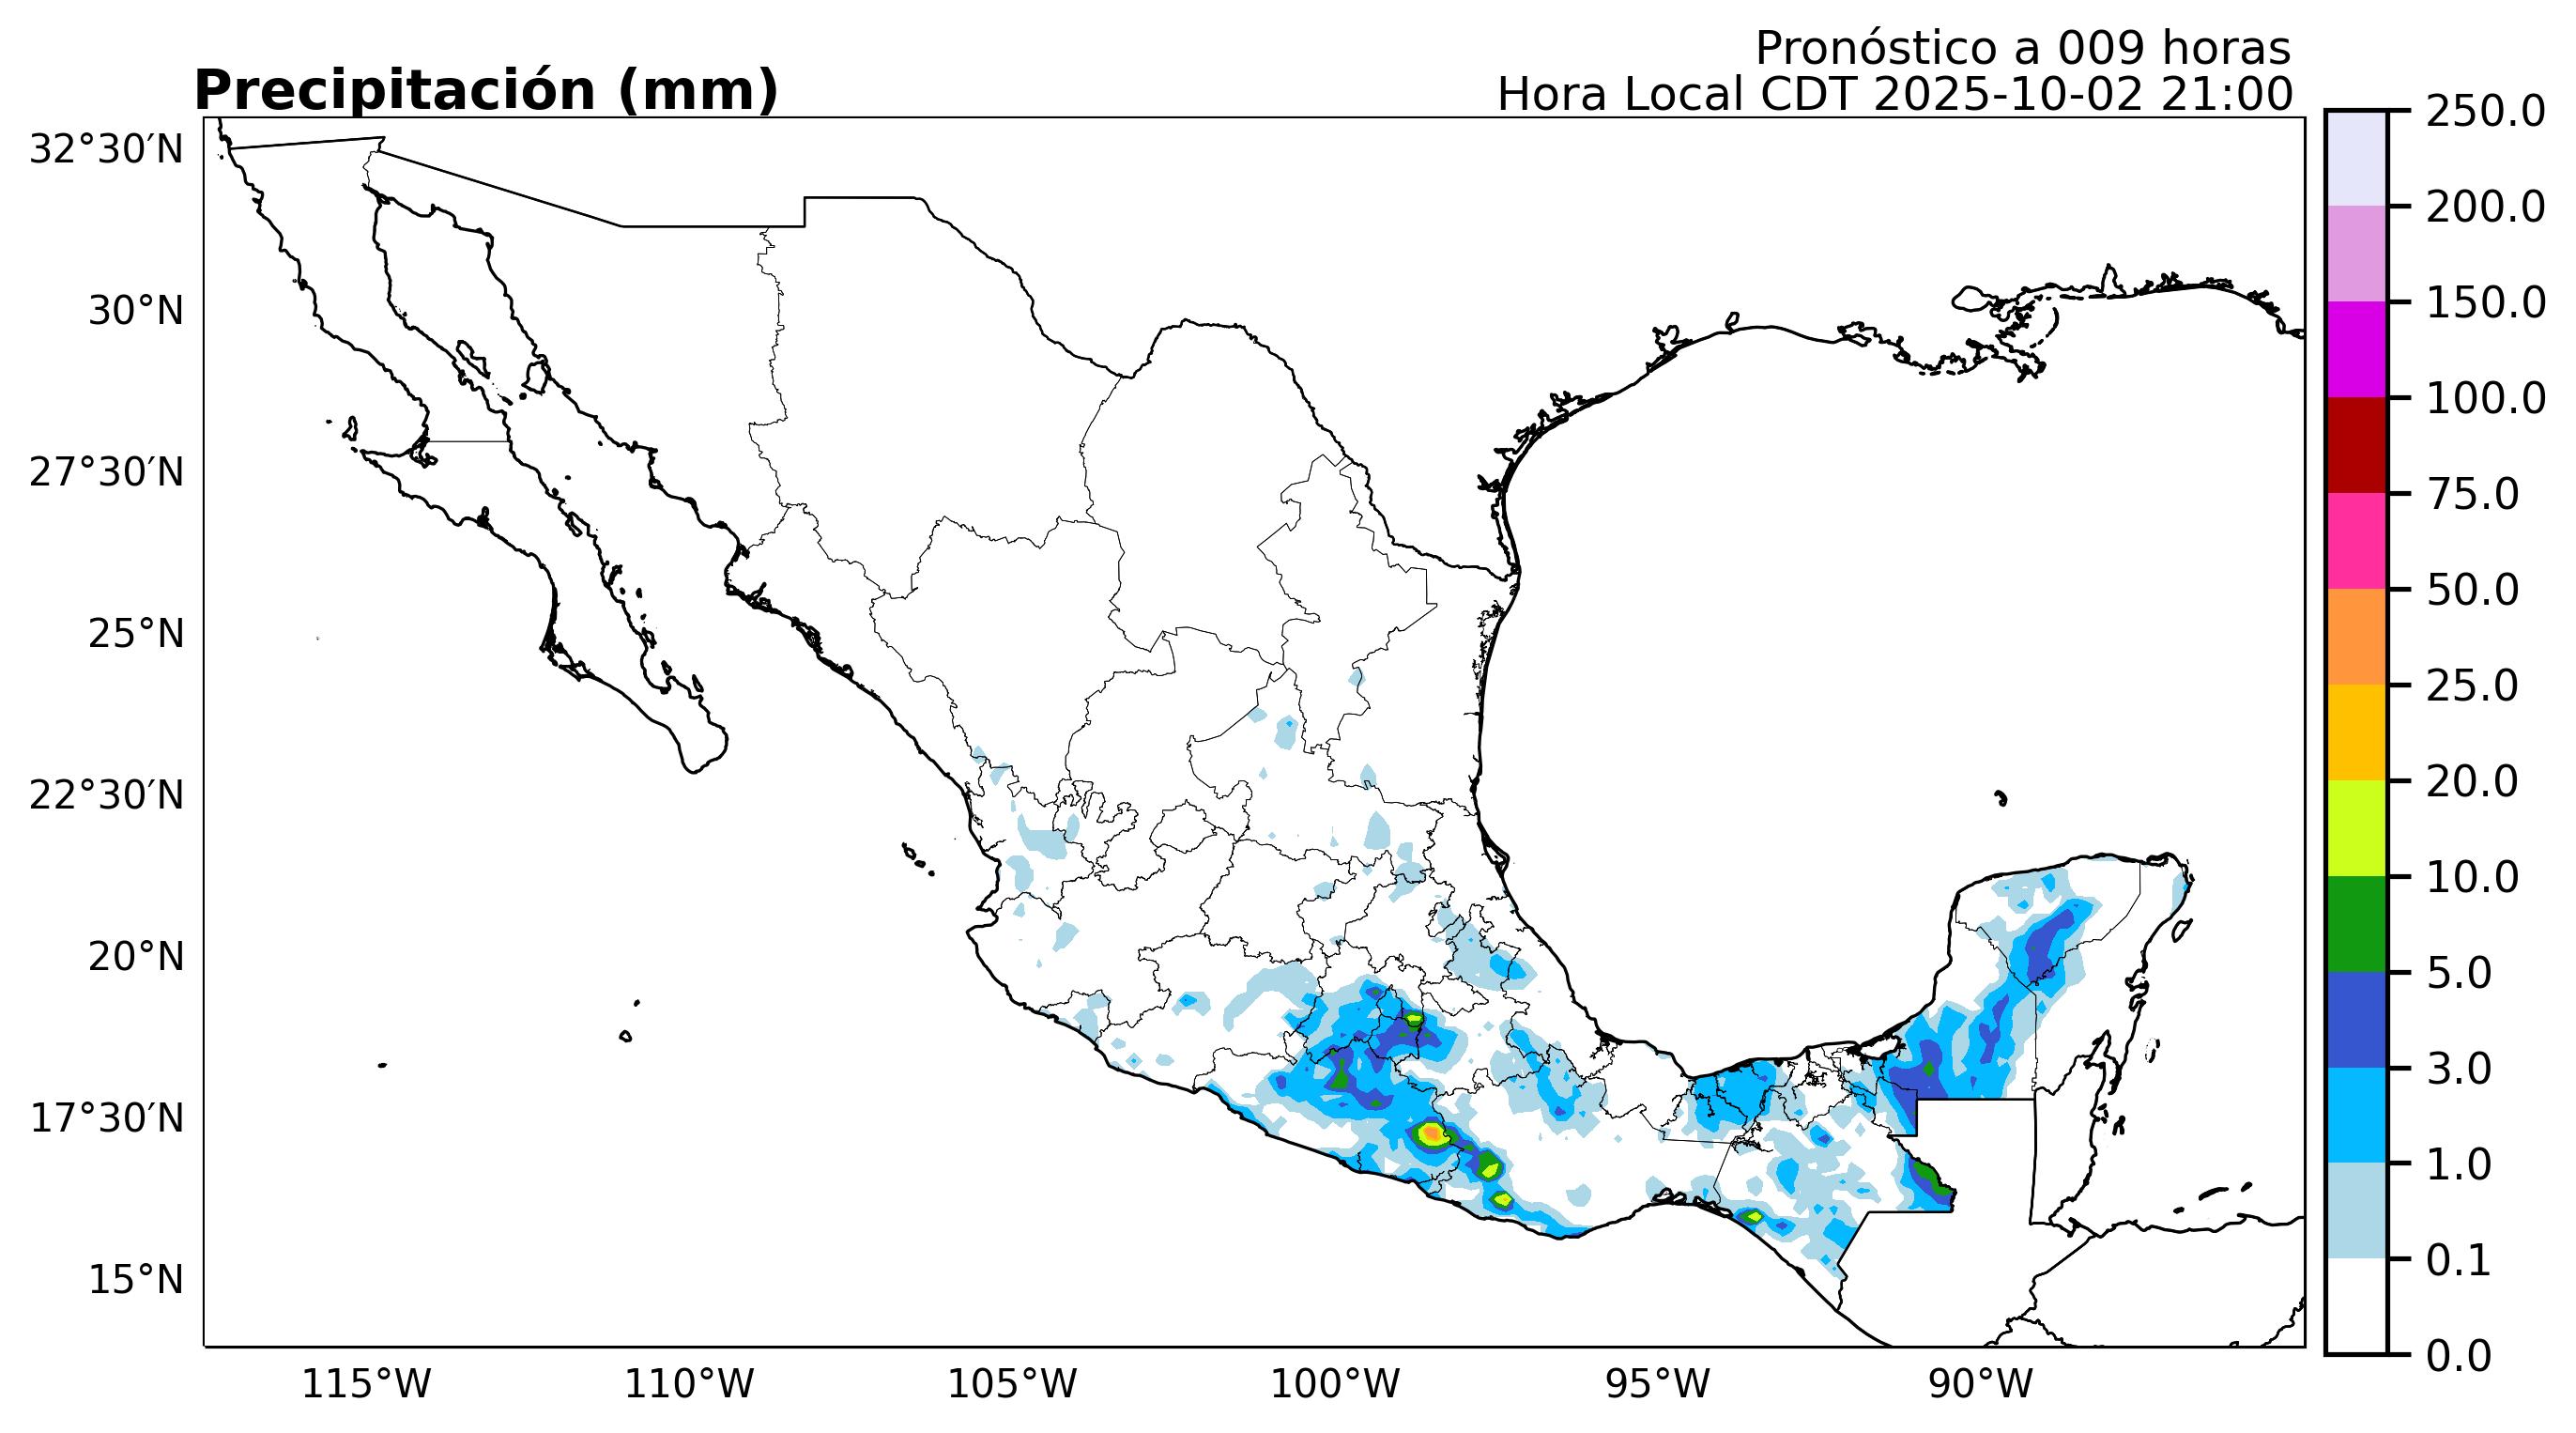 Pronóstico a 009 horas
Precipitación (mm)
Hora Local CDT 2025-10-02 21:00
32°30′N
30°N
27°30′N
25°N
22°30′N
20°N
17°30′N
15°N
115°W
110°W
105°W
100°W
95°W
90°W
250.0
200.0
150.0
100.0
75.0
50.0
25.0
20.0
10.0
5.0
3.0
1.0
0.1
0.0